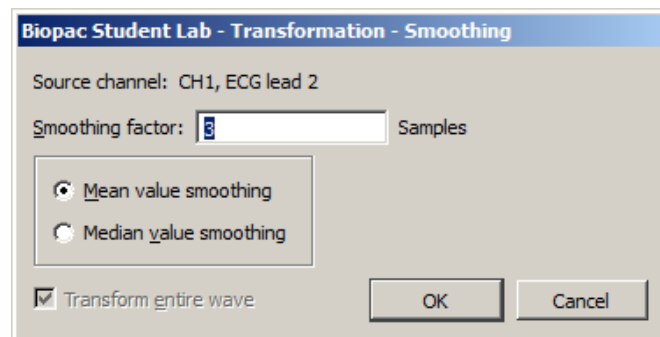 Biopac Student Lab - Transformation - Smoothing
Source channel: CH1, ECG lead 2
Smoothing factor: 3 Samples
Mean value smoothing
Median value smoothing
Transform entire wave
OK Cancel